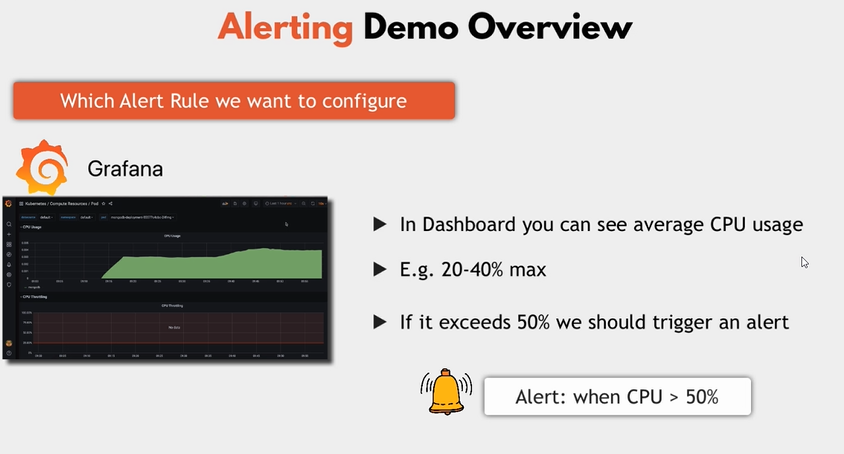 Alerting Demo Overview
Which Alert Rule we want to configure
Grafana
Kubernetes / Compute Resources / Pod
CPU Usage
CPU Usage
CPU Throttling
CPU Throttling
No data
In Dashboard you can see average CPU usage
E.g. 20-40% max
If it exceeds 50% we should trigger an alert
Alert: when CPU > 50%